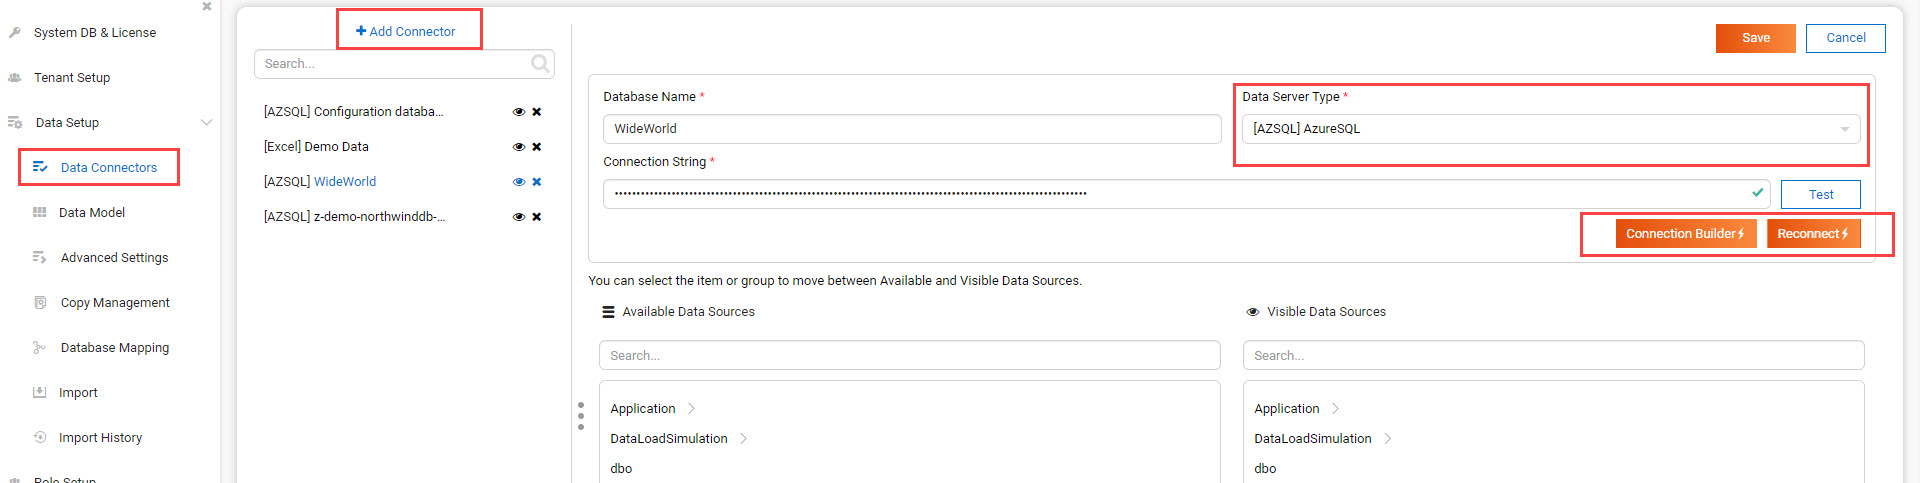 System DB & License
Tenant Setup
Data Setup
Data Connectors
Data Model
Advanced Settings
Copy Management
Database Mapping
Import
Import History
Role Setup
Add Connector
Search...
[AZSQL] Configuration databa...
[Excel] Demo Data
[AZSQL] WideWorld
[AZSQL] z-demo-northwinddb-...
Save
Cancel
Database Name *
WideWorld
Data Server Type *
[AZSQL] AzureSQL
Connection String *
Test
Connection Builder
Reconnect
You can select the item or group to move between Available and Visible Data Sources.
Available Data Sources
Search...
Application
DataLoadSimulation
dbo
Visible Data Sources
Search...
Application
DataLoadSimulation
dbo